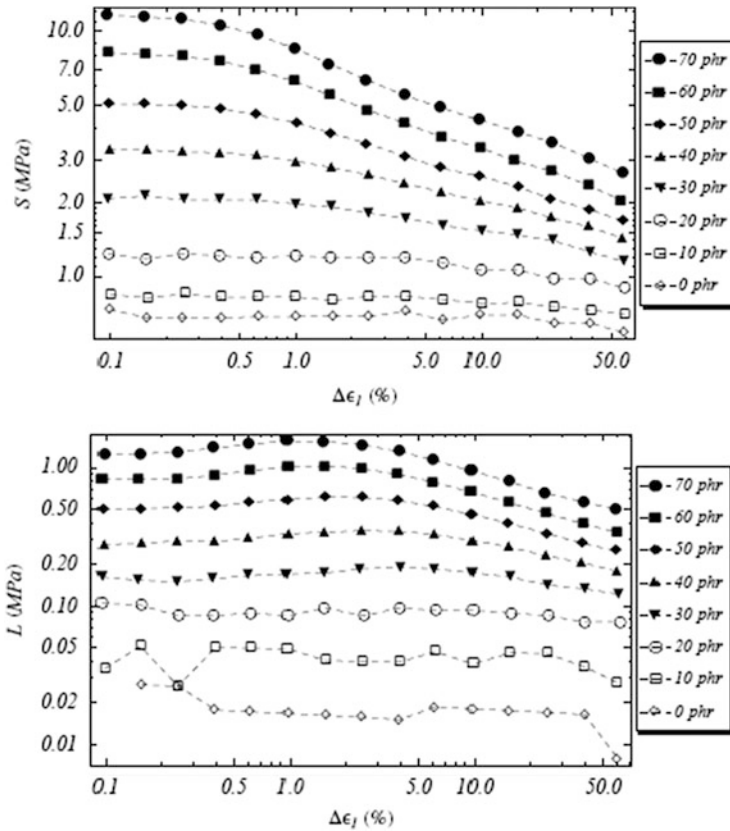 10.0
7.0
5.0
3.0
2.0
1.5
1.0
S (MPa)
0.1 0.5 1.0 5.0 10.0 50.0
Δϵ1 (%)
70 phr
60 phr
50 phr
40 phr
30 phr
20 phr
10 phr
0 phr
1.00
0.50
0.20
0.10
0.05
0.02
0.01
L (MPa)
0.1 0.5 1.0 5.0 10.0 50.0
Δϵ1 (%)
70 phr
60 phr
50 phr
40 phr
30 phr
20 phr
10 phr
0 phr